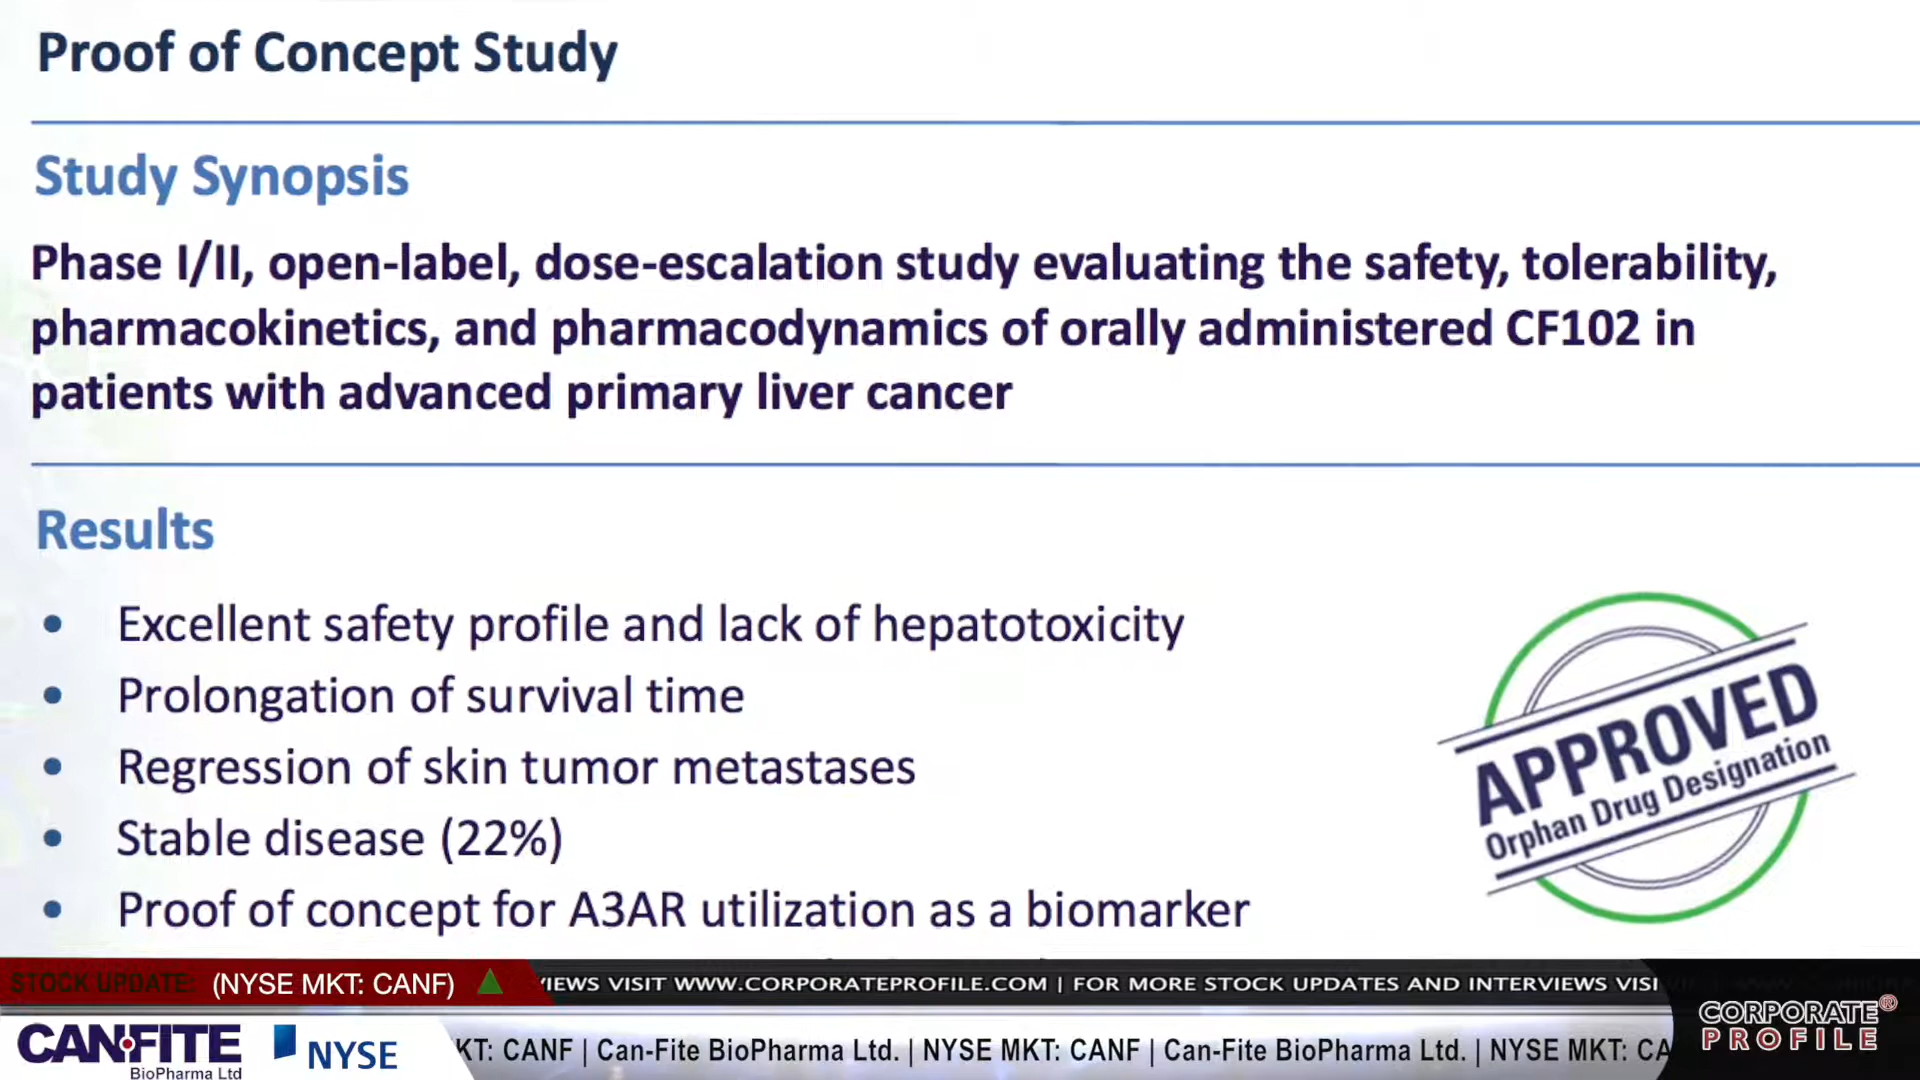 Proof of Concept Study
Study Synopsis
Phase I/II, open-label, dose-escalation study evaluating the safety, tolerability,
pharmacokinetics, and pharmacodynamics of orally administered CF102 in
patients with advanced primary liver cancer
Results
• Excellent safety profile and lack of hepatotoxicity
• Prolongation of survival time
• Regression of skin tumor metastases
• Stable disease (22%)
• Proof of concept for A3AR utilization as a biomarker
APPROVED
Orphan Drug Designation
STOCK UPDATE: (NYSE MKT: CANF)
VIEWS VISIT WWW.CORPORATEPROFILE.COM | FOR MORE STOCK UPDATES AND INTERVIEWS VISI
CORPORATE®
PROFILE
CAN-FITE
BioPharma Ltd
NYSE
KT: CANF | Can-Fite BioPharma Ltd. | NYSE MKT: CANF | Can-Fite BioPharma Ltd. | NYSE MKT: CA